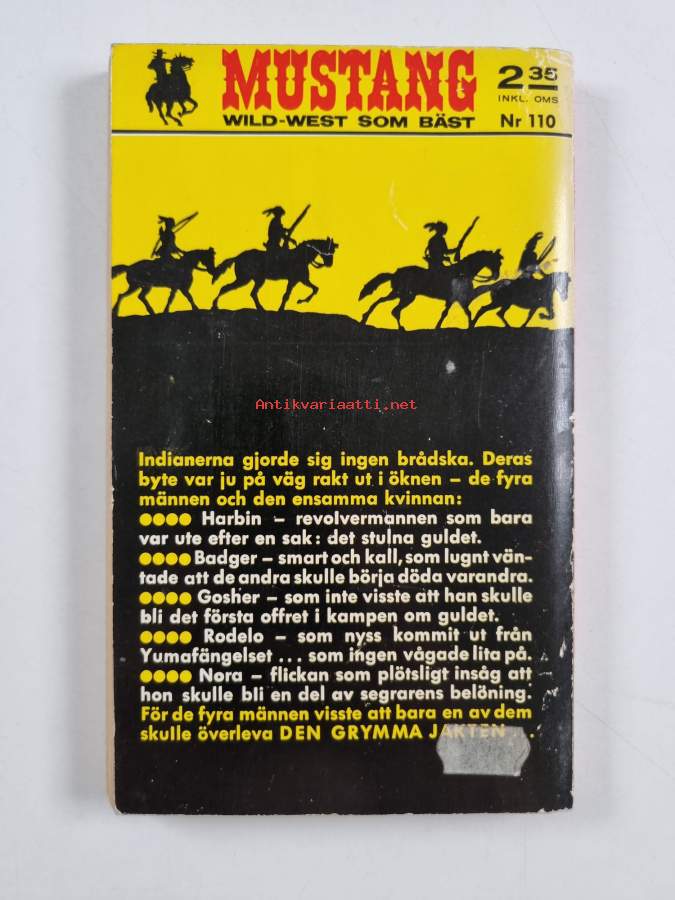 MUSTANG
WILD-WEST SOM BÄST
2 35
INKL. OMS
Nr 110
Antikvariaatti.net
Indianerna gjorde sig ingen brådska. Deras
byte var ju på väg rakt ut i öknen – de fyra
männen och den ensamma kvinnan:
●●●● Harbin – revolvermannen som bara
var ute efter en sak: det stulna guldet.
●●●● Badger – smart och kall, som lugnt vän-
tade att de andra skulle börja döda varandra.
●●●● Gosher – som inte visste att han skulle
bli det första offret i kampen om guldet.
●●●● Rodelo – som nyss kommit ut från
Yumafängelset ... som ingen vågade lita på.
●●●● Nora – flickan som plötsligt insåg att
hon skulle bli en del av segrarens belöning.
För de fyra männen visste att bara en av dem
skulle överleva DEN GRYMMA JAKTEN ...